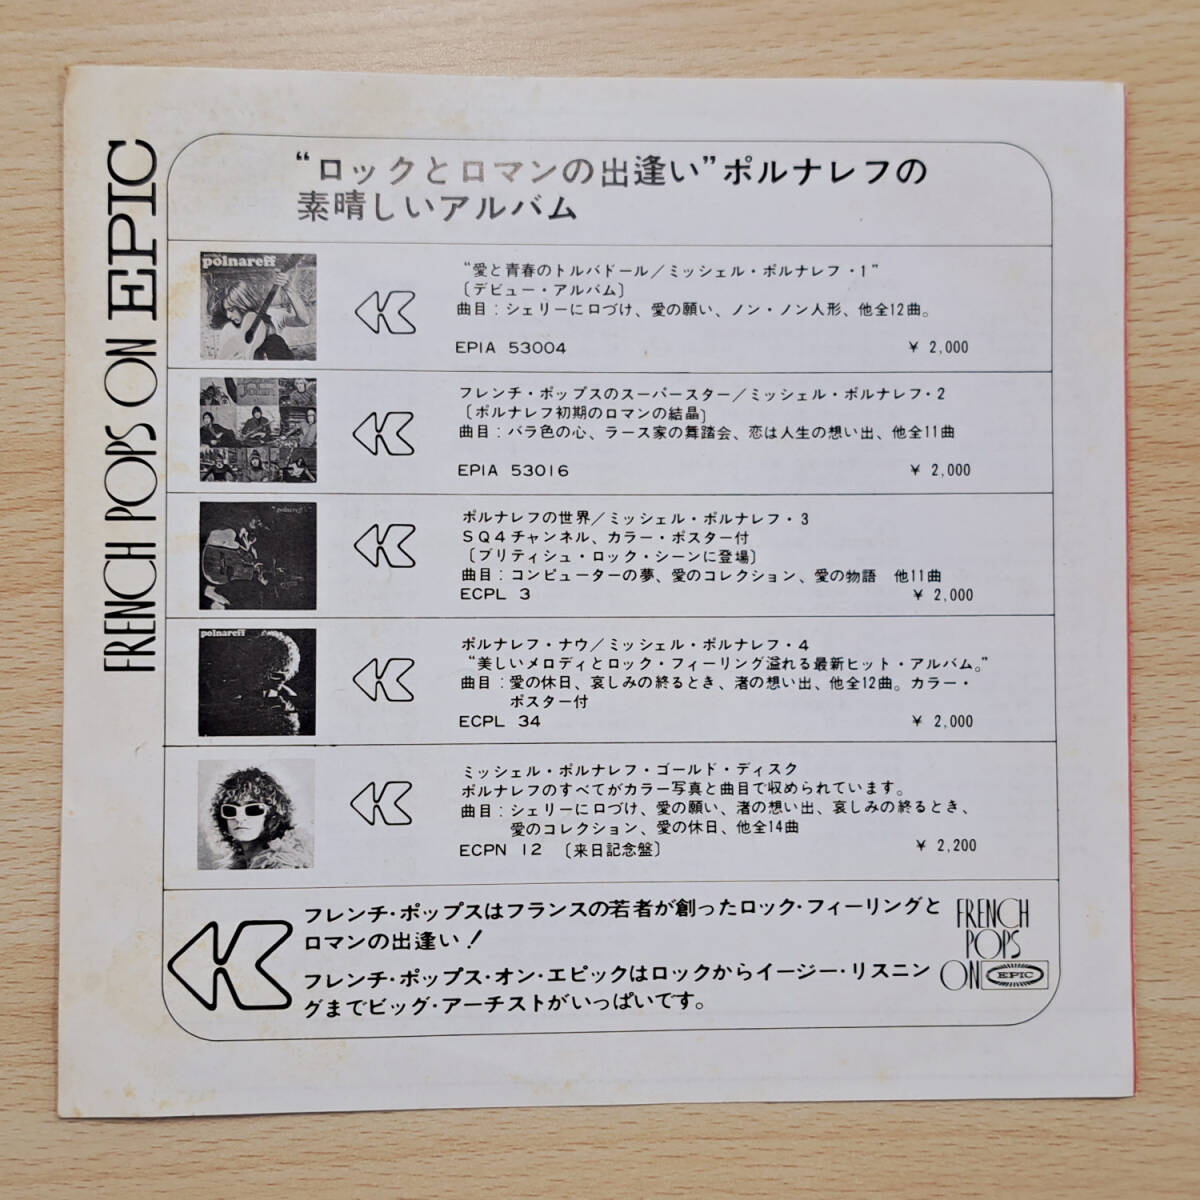 FRENCH POPS ON EPIC
“ロックとロマンの出逢い”ポルナレフの
素晴しいアルバム
polnareff
“愛と青春のトルバドール／ミッシェル・ポルナレフ・1”
〔デビュー・アルバム〕
曲目：シェリーに口づけ、愛の願い、ノン・ノン人形、他全12曲。
EPIA 53004 ¥ 2,000
フレンチ・ポップスのスーパースター／ミッシェル・ポルナレフ・2
〔ポルナレフ初期のロマンの結晶〕
曲目：バラ色の心、ラース家の舞踏会、恋は人生の想い出、他全11曲
EPIA 53016 ¥ 2,000
polnareff
ポルナレフの世界／ミッシェル・ポルナレフ・3
SQ4チャンネル、カラー・ポスター付
〔ブリティシュ・ロック・シーンに登場〕
曲目：コンピューターの夢、愛のコレクション、愛の物語 他11曲
ECPL 3 ¥ 2,000
polnareff
ポルナレフ・ナウ／ミッシェル・ポルナレフ・4
“美しいメロディとロック・フィーリング溢れる最新ヒット・アルバム。”
曲目：愛の休日、哀しみの終るとき、渚の想い出、他全12曲。カラー・
ポスター付
ECPL 34 ¥ 2,000
ミッシェル・ポルナレフ・ゴールド・ディスク
ポルナレフのすべてがカラー写真と曲目で収められています。
曲目：シェリーに口づけ、愛の願い、渚の想い出、哀しみの終るとき、
愛のコレクション、愛の休日、他全14曲
ECPN 12 〔来日記念盤〕 ¥ 2,200
フレンチ・ポップスはフランスの若者が創ったロック・フィーリングと
ロマンの出逢い！
フレンチ・ポップス・オン・エピックはロックからイージー・リスニン
グまでビッグ・アーチストがいっぱいです。
FRENCH
POPS
ON EPIC